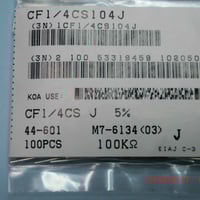 CF1/4CS104J
(3N)1CF1/4CS104J
(3N)2 100 53319459 102050
KOA USE:
CF1/4CS J 5%
44-601 M7-6134(03) J
100PCS 100KΩ
EIAJ C-3